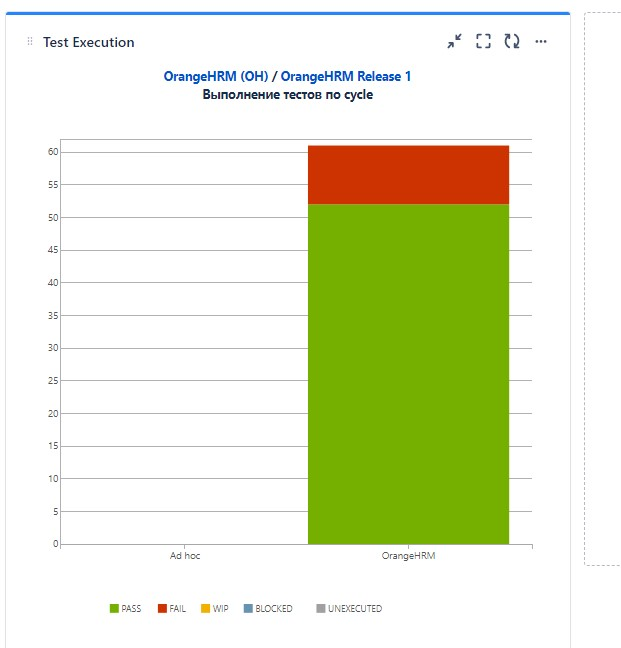 Test Execution
OrangeHRM (OH) / OrangeHRM Release 1
Выполнение тестов по cycle
60
55
50
45
40
35
30
25
20
15
10
5
0
Ad hoc
OrangeHRM
PASS FAIL WIP BLOCKED UNEXECUTED